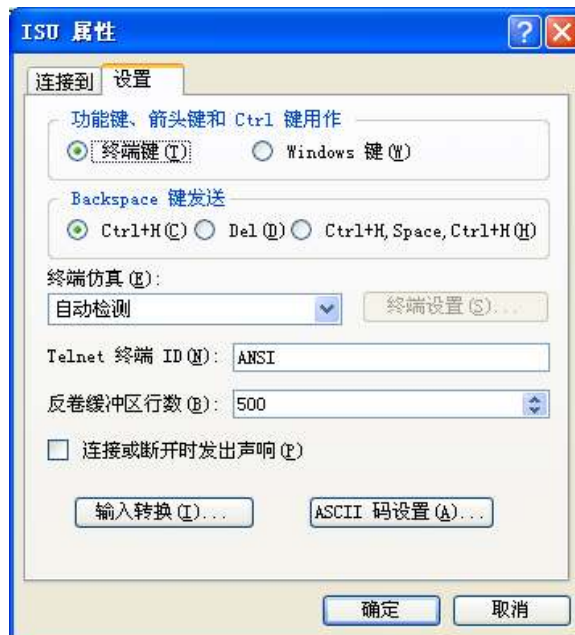 ISU 属性
连接到 设置
功能键、箭头键和 Ctrl 键用作
终端键(T) Windows 键(W)
Backspace 键发送
Ctrl+H(C) Del(D) Ctrl+H,Space,Ctrl+H(H)
终端仿真(E):
自动检测 终端设置(S)...
Telnet 终端 ID(N): ANSI
反卷缓冲区行数(B): 500
连接或断开时发出声响(P)
输入转换(I)... ASCII 码设置(A)...
确定 取消